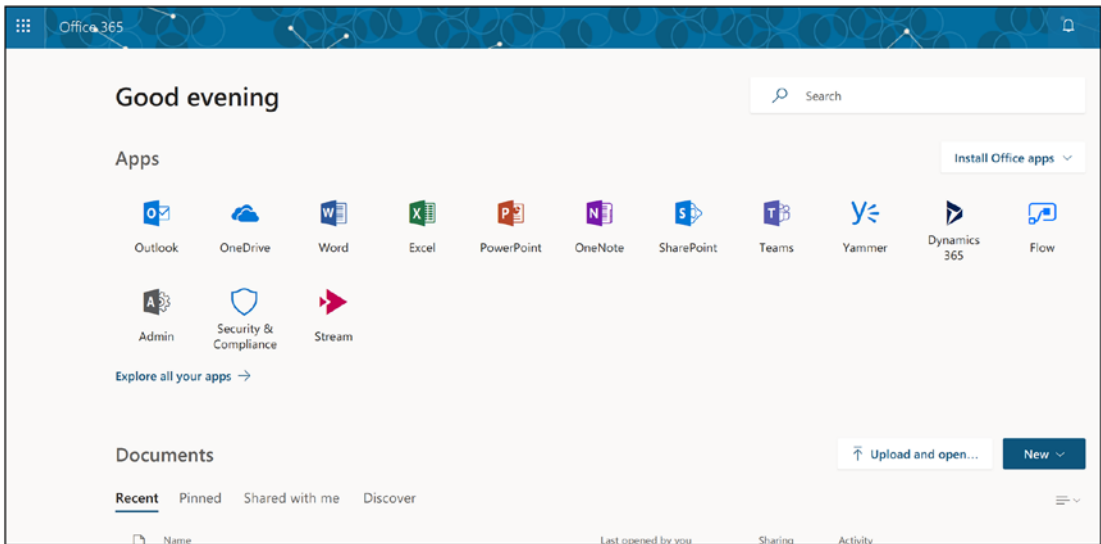 Office 365
Good evening
Search
Apps
Install Office apps
Outlook OneDrive Word Excel PowerPoint OneNote SharePoint Teams Yammer Dynamics 365 Flow
Admin Security & Compliance Stream
Explore all your apps →
Documents
Upload and open... New
Recent Pinned Shared with me Discover
Name Last opened by you Sharing Activity